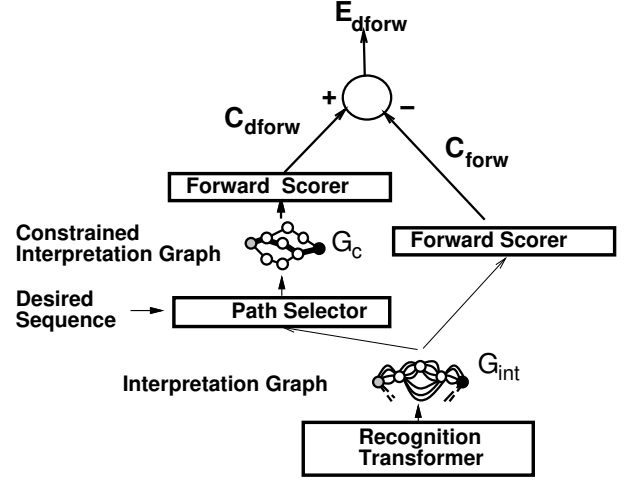 E_dforw
+
−
C_dforw
C_forw
Forward Scorer
Constrained
Interpretation Graph
G_c
Forward Scorer
Desired
Sequence
Path Selector
Interpretation Graph
G_int
Recognition
Transformer